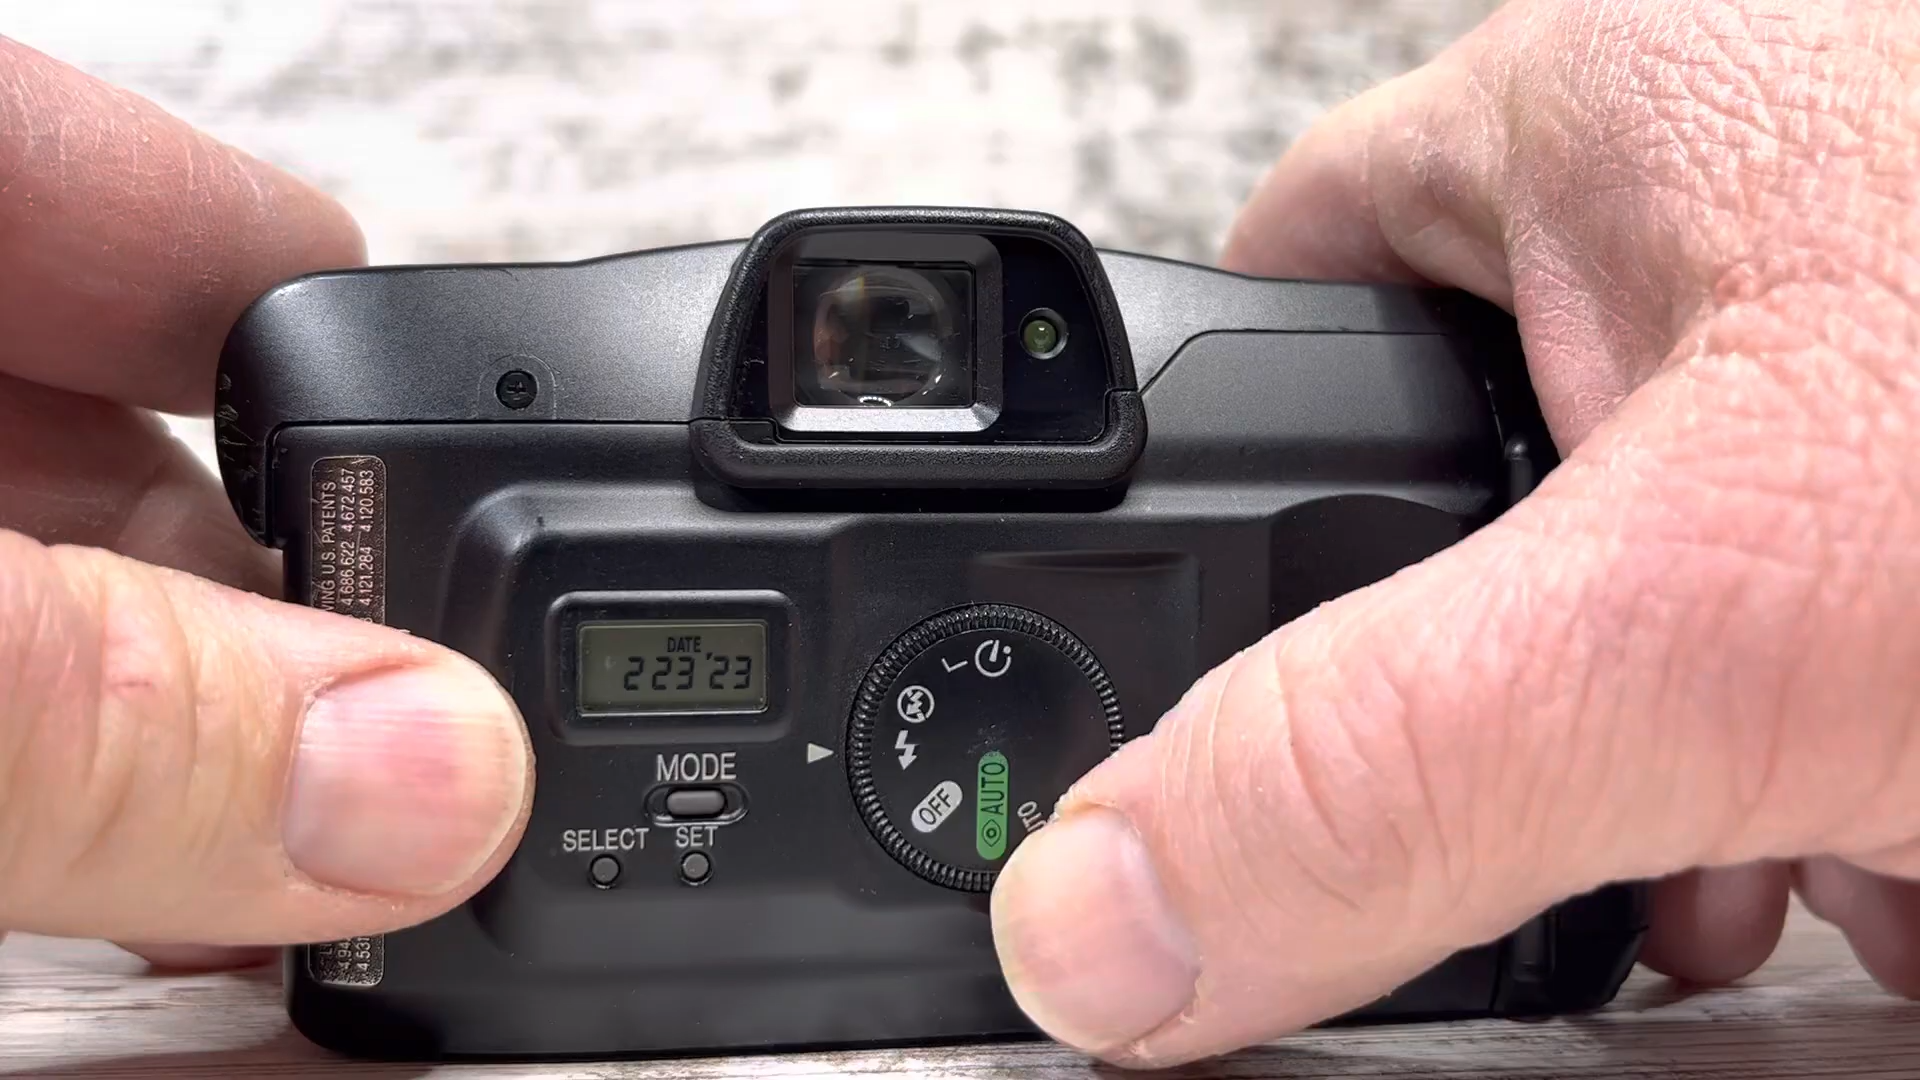 DATE
2 23 '23
MODE
SELECT
SET
OFF
AUTO
U.S. PATENTS
4,686,622 4,672,457
4,121,284 4,120,583